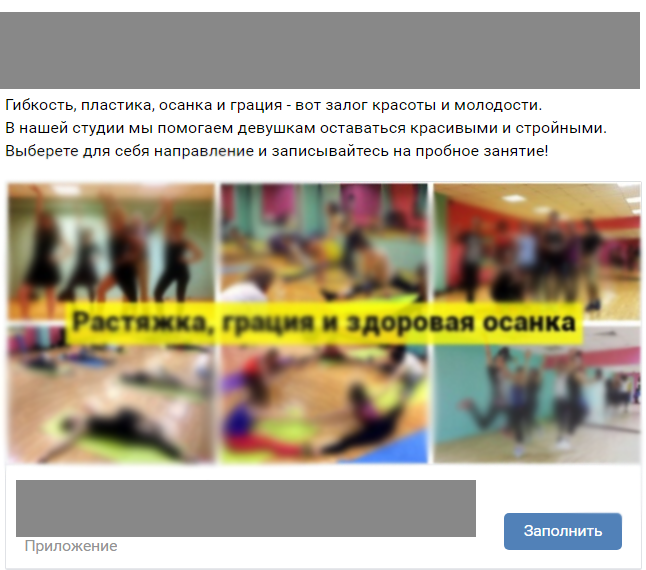 Гибкость, пластика, осанка и грация - вот залог красоты и молодости.
В нашей студии мы помогаем девушкам оставаться красивыми и стройными.
Выберете для себя направление и записывайтесь на пробное занятие!
Растяжка, грация и здоровая осанка
Приложение
Заполнить